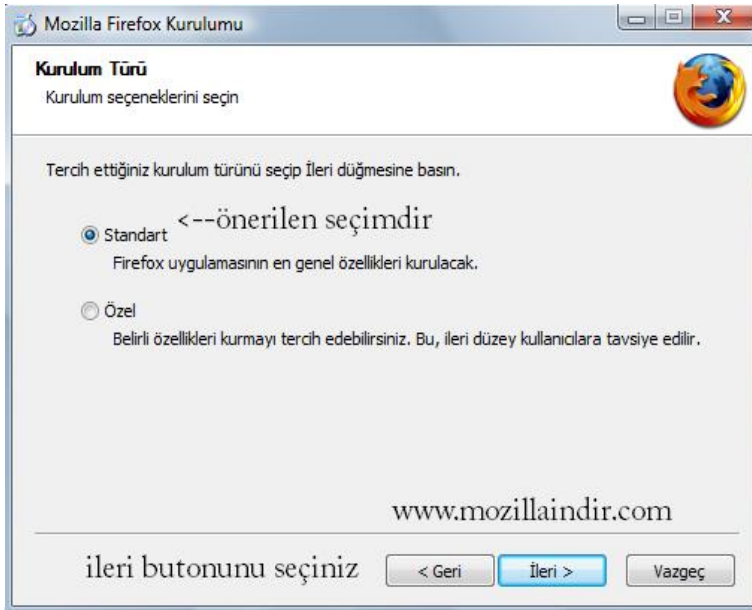 Mozilla Firefox Kurulumu
Kurulum Türü
Kurulum seçeneklerini seçin
Tercih ettiğiniz kurulum türünü seçip İleri düğmesine basın.
Standart <--önerilen seçimdir
Firefox uygulamasının en genel özellikleri kurulacak.
Özel
Belirli özellikleri kurmayı tercih edebilirsiniz. Bu, ileri düzey kullanıcılara tavsiye edilir.
www.mozillaindir.com
ileri butonunu seçiniz < Geri İleri > Vazgeç